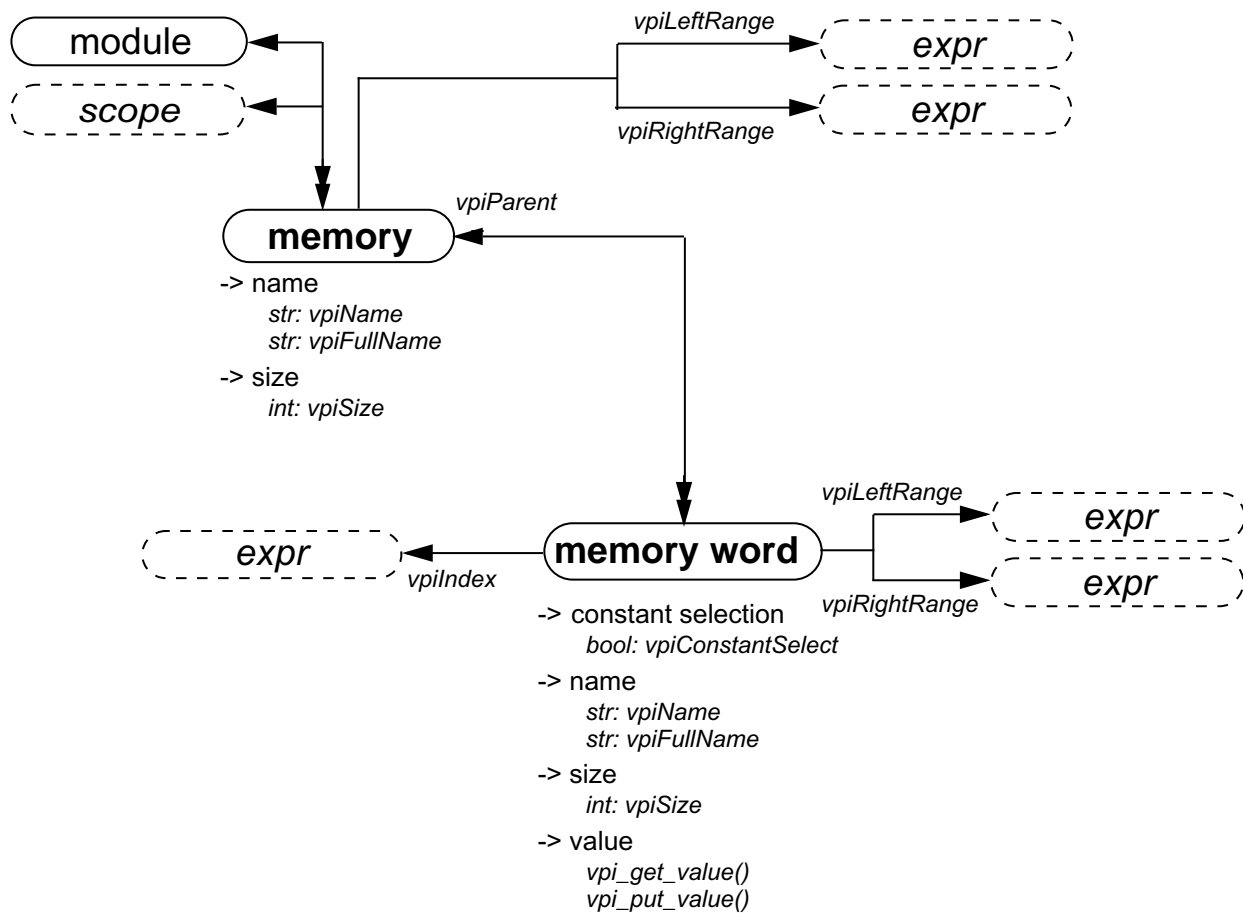 module
scope
vpiLeftRange
expr
expr
vpiRightRange
vpiParent
memory
-> name
str: vpiName
str: vpiFullName
-> size
int: vpiSize
vpiLeftRange
expr
expr
vpiIndex
memory word
expr
vpiRightRange
-> constant selection
bool: vpiConstantSelect
-> name
str: vpiName
str: vpiFullName
-> size
int: vpiSize
-> value
vpi_get_value()
vpi_put_value()